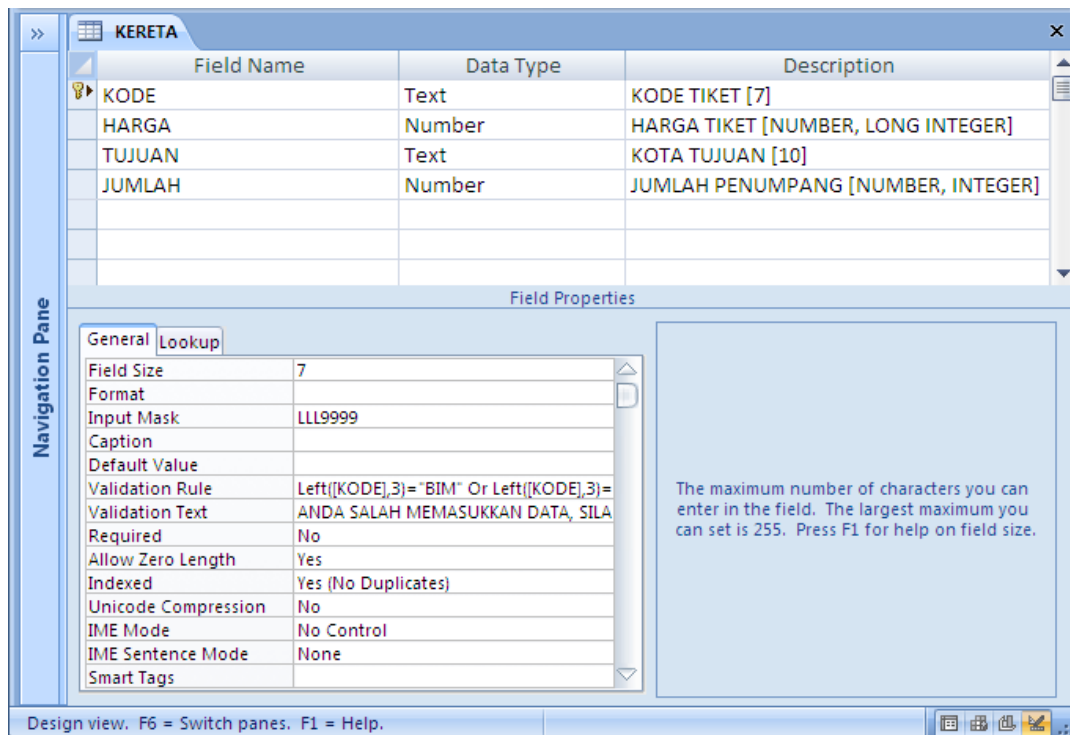 »
KERETA
×
Field Name Data Type Description
KODE Text KODE TIKET [7]
HARGA Number HARGA TIKET [NUMBER, LONG INTEGER]
TUJUAN Text KOTA TUJUAN [10]
JUMLAH Number JUMLAH PENUMPANG [NUMBER, INTEGER]
Field Properties
Navigation Pane
General Lookup
Field Size 7
Format
Input Mask LLL9999
Caption
Default Value
Validation Rule Left([KODE],3)="BIM" Or Left([KODE],3)=
Validation Text ANDA SALAH MEMASUKKAN DATA, SILA
Required No
Allow Zero Length Yes
Indexed Yes (No Duplicates)
Unicode Compression No
IME Mode No Control
IME Sentence Mode None
Smart Tags
The maximum number of characters you can
enter in the field. The largest maximum you
can set is 255. Press F1 for help on field size.
Design view. F6 = Switch panes. F1 = Help.